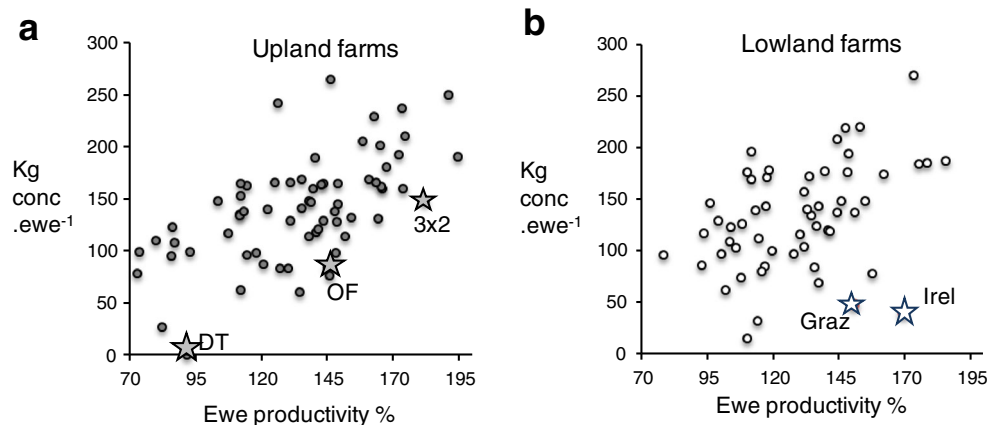 a
Upland farms
300
250
200
150
100
50
0
Kg
conc
.ewe-1
3x2
OF
DT
70 95 120 145 170 195
Ewe productivity %
b
Lowland farms
300
250
200
150
100
50
0
Kg
conc
.ewe-1
Irel
Graz
70 95 120 145 170 195
Ewe productivity %